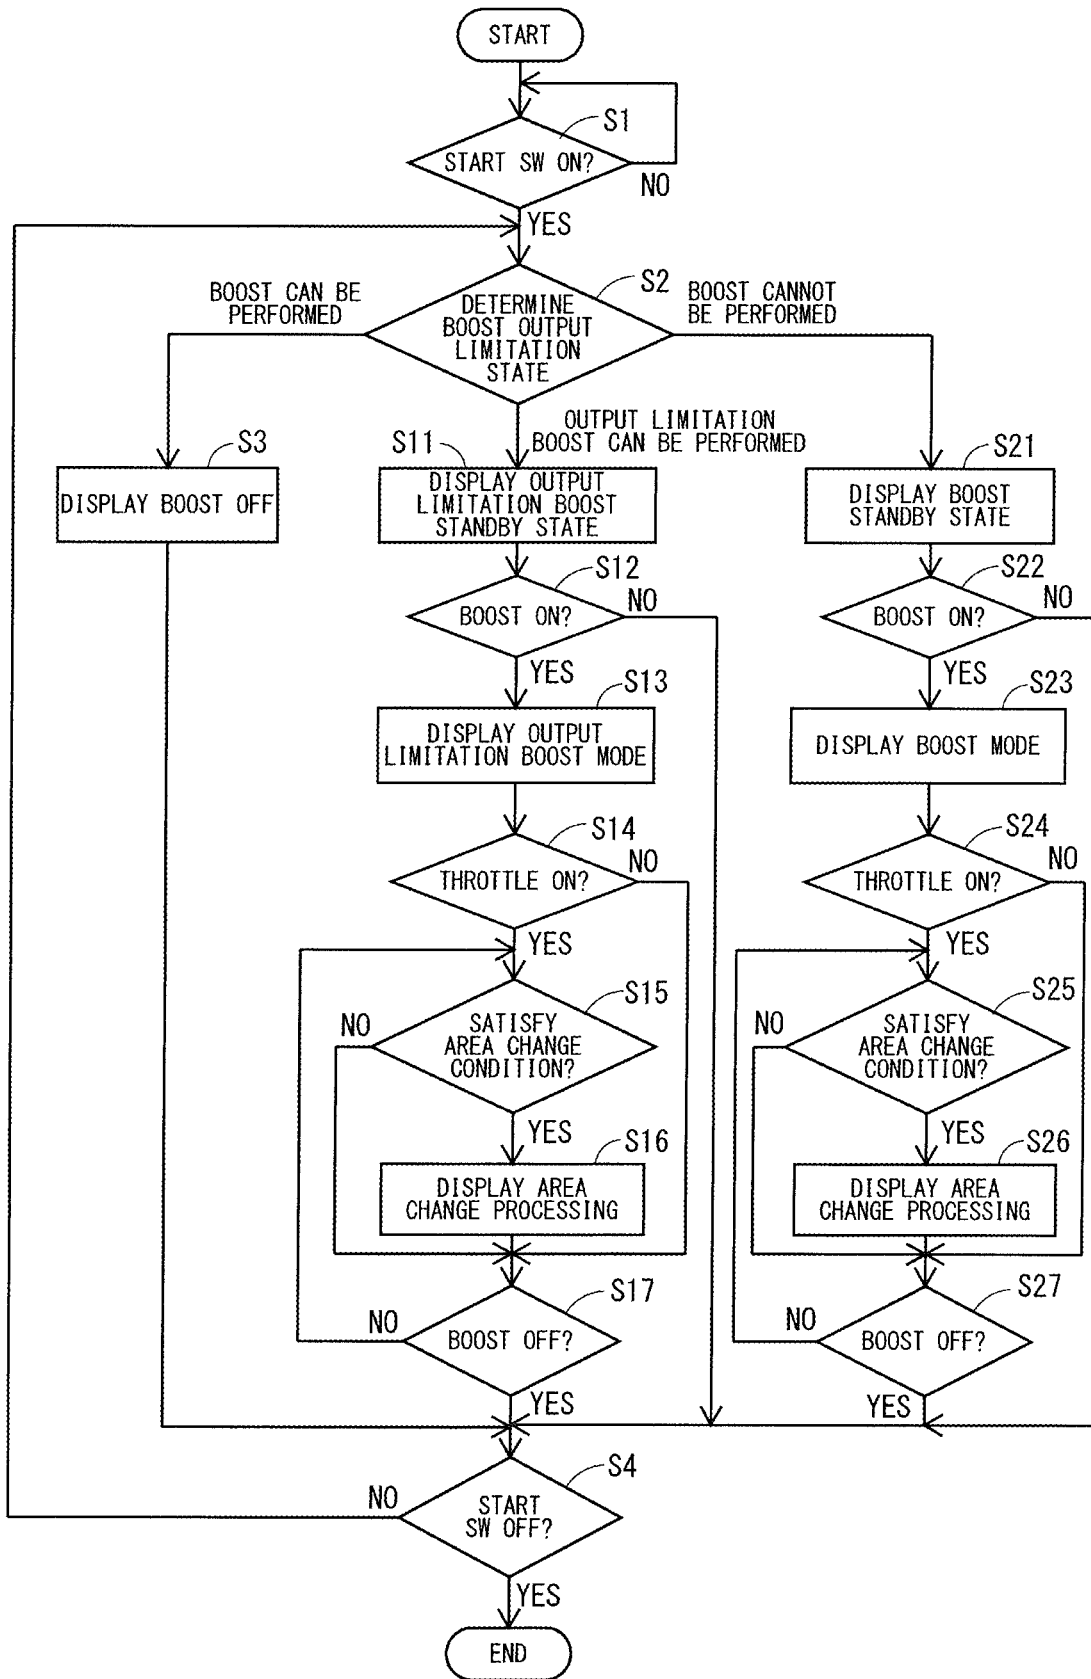 START
S1
START SW ON?
NO
YES
S2
BOOST CAN BE
PERFORMED
DETERMINE
BOOST OUTPUT
LIMITATION
STATE
BOOST CANNOT
BE PERFORMED
OUTPUT LIMITATION
BOOST CAN BE PERFORMED
S3
DISPLAY BOOST OFF
S11
DISPLAY OUTPUT
LIMITATION BOOST
STANDBY STATE
S21
DISPLAY BOOST
STANDBY STATE
S12
BOOST ON?
NO
YES
S22
BOOST ON?
NO
YES
S13
DISPLAY OUTPUT
LIMITATION BOOST MODE
S23
DISPLAY BOOST MODE
S14
THROTTLE ON?
NO
YES
S24
THROTTLE ON?
NO
YES
S15
NO
SATISFY
AREA CHANGE
CONDITION?
YES
S25
NO
SATISFY
AREA CHANGE
CONDITION?
YES
S16
DISPLAY AREA
CHANGE PROCESSING
S26
DISPLAY AREA
CHANGE PROCESSING
S17
NO
BOOST OFF?
YES
S27
NO
BOOST OFF?
YES
S4
NO
START
SW OFF?
YES
END